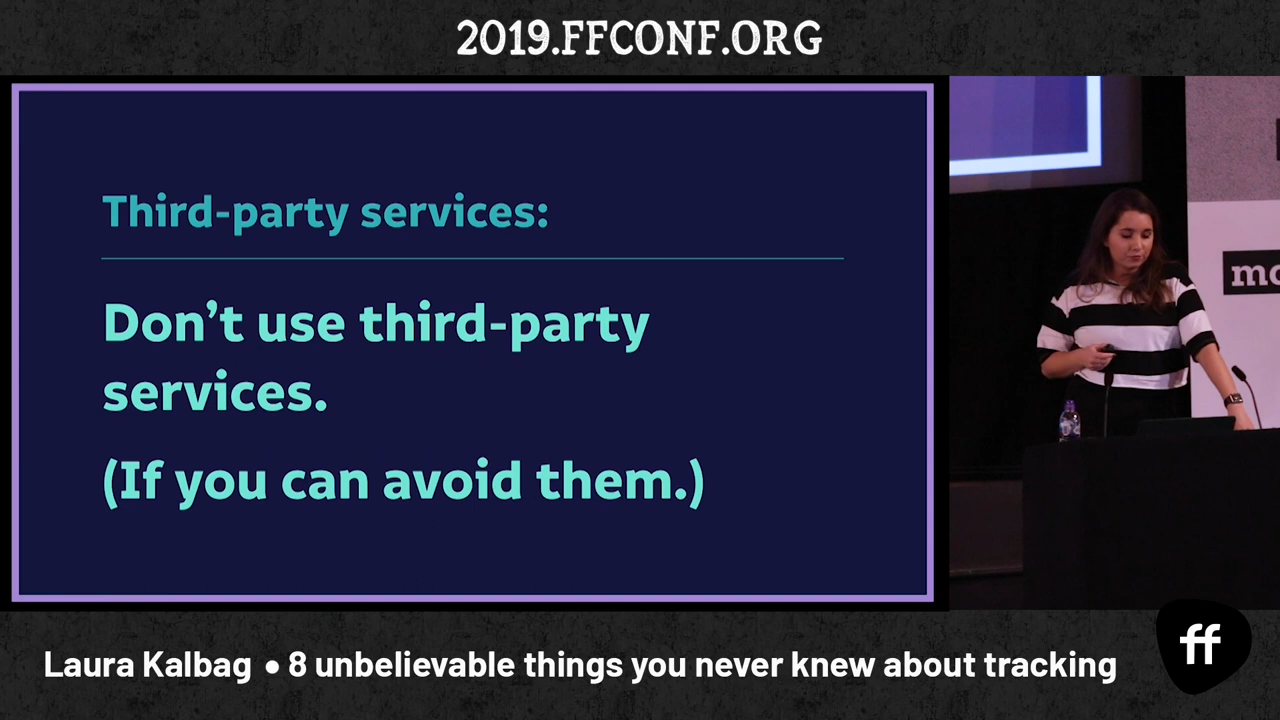 2019.FFCONF.ORG
Third-party services:
Don’t use third-party
services.
(If you can avoid them.)
mo
ff
Laura Kalbag • 8 unbelievable things you never knew about tracking